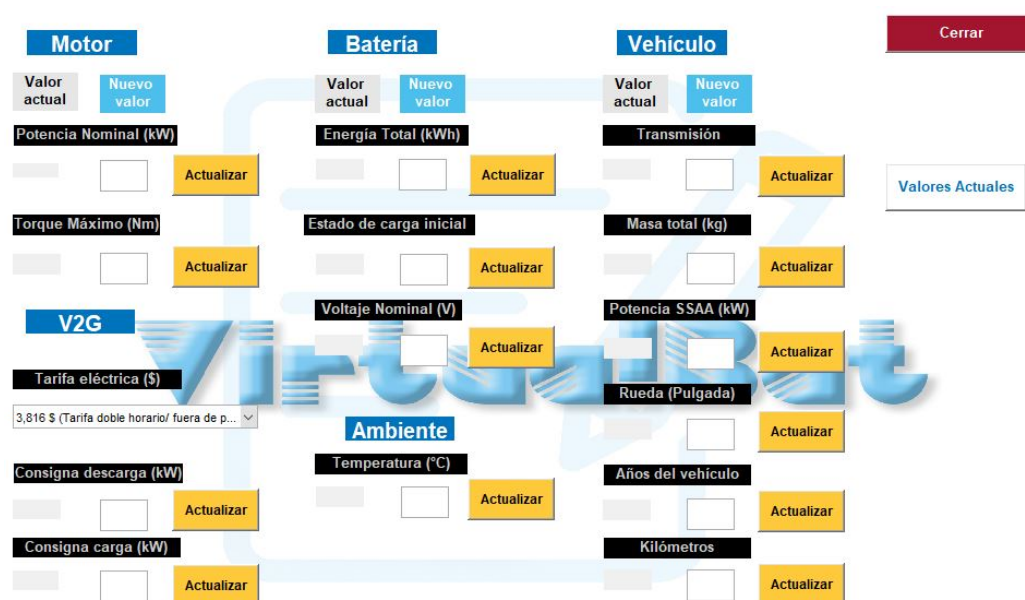 Motor
Valor actual
Nuevo valor
Potencia Nominal (kW)
Actualizar
Torque Máximo (Nm)
Actualizar
V2G
Tarifa eléctrica ($)
3,816 $ (Tarifa doble horario/ fuera de p...
Consigna descarga (kW)
Actualizar
Consigna carga (kW)
Actualizar
Batería
Valor actual
Nuevo valor
Energía Total (kWh)
Actualizar
Estado de carga inicial
Actualizar
Voltaje Nominal (V)
Actualizar
Ambiente
Temperatura (°C)
Actualizar
Vehículo
Valor actual
Nuevo valor
Transmisión
Actualizar
Masa total (kg)
Actualizar
Potencia SSAA (kW)
Actualizar
Rueda (Pulgada)
Actualizar
Años del vehículo
Actualizar
Kilómetros
Actualizar
Cerrar
Valores Actuales
VirtualBat